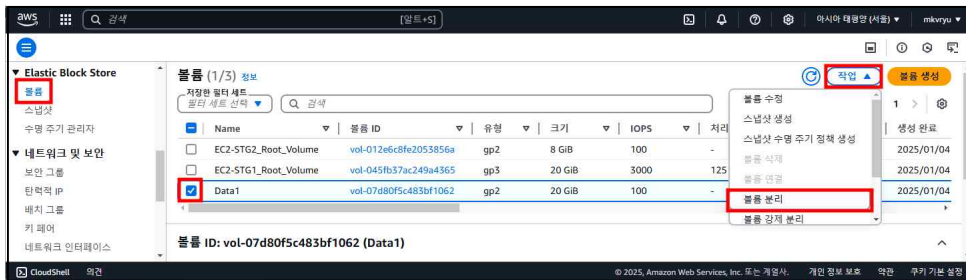 aws 검색 [알트+S] 아시아 태평양 (서울) ▼ mkvryu ▼
▼ Elastic Block Store
볼륨
스냅샷
수명 주기 관리자
▼ 네트워크 및 보안
보안 그룹
탄력적 IP
배치 그룹
키 페어
네트워크 인터페이스
볼륨 (1/3) 정보
작업 ▲ 볼륨 생성
저장된 필터 세트
필터 세트 선택 ▼ 검색
1 >
Name 볼륨 ID 유형 크기 IOPS 처리 생성 완료
EC2-STG2_Root_Volume vol-012e6c8fe2053856a gp2 8 GiB 100 - 2025/01/04
EC2-STG1_Root_Volume vol-045fb37ac249a4365 gp3 20 GiB 3000 125 2025/01/04
Data1 vol-07d80f5c483bf1062 gp2 20 GiB 100 - 2025/01/04
볼륨 수정
스냅샷 생성
스냅샷 수명 주기 정책 생성
볼륨 삭제
볼륨 연결
볼륨 분리
볼륨 강제 분리
볼륨 ID: vol-07d80f5c483bf1062 (Data1)
CloudShell 의견 © 2025, Amazon Web Services, Inc. 또는 계열사. 개인 정보 보호 약관 쿠키 기본 설정